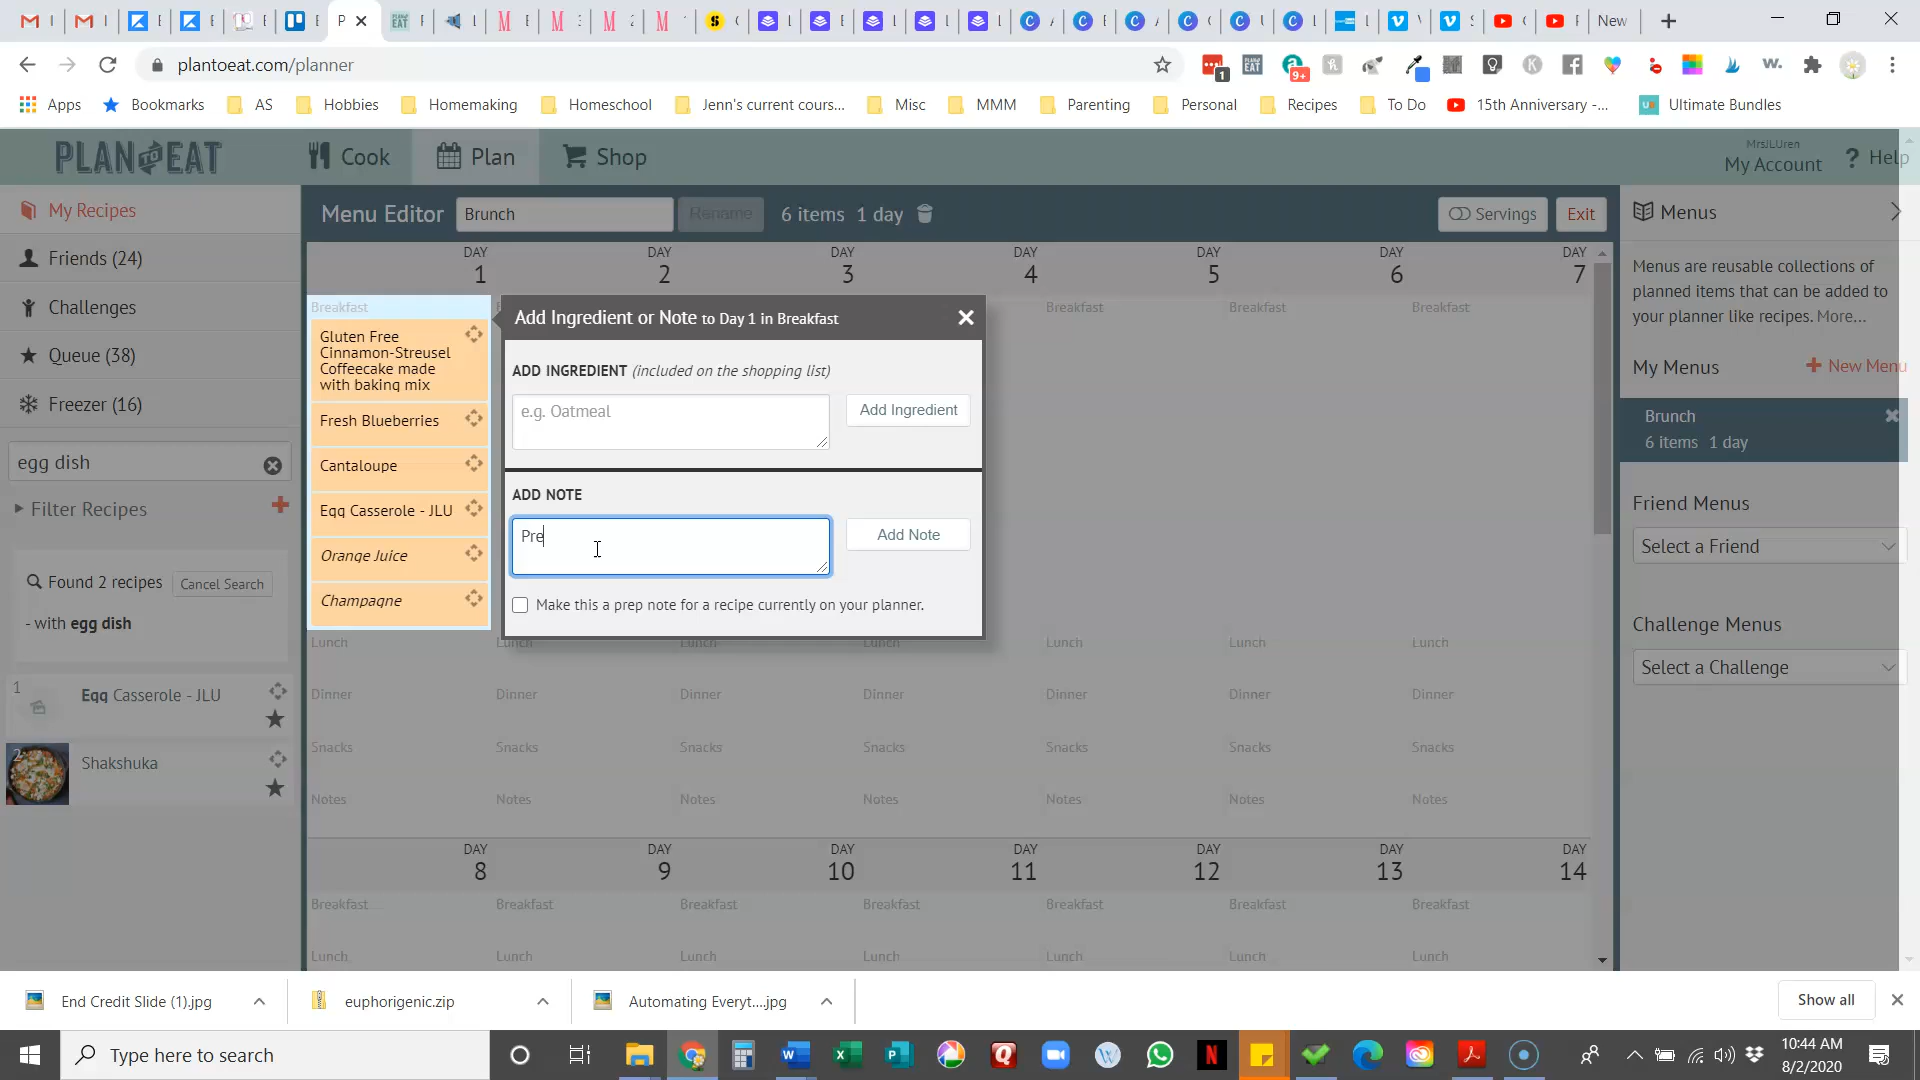 New
plantoeat.com/planner
1
9+
Apps
Bookmarks
AS
Hobbies
Homemaking
Homeschool
Jenn's current cours...
Misc
MMM
Parenting
Personal
Recipes
To Do
15th Anniversary -...
Ultimate Bundles
PLAN TO EAT
Cook
Plan
Shop
MrsJLUren
My Account
? Help
My Recipes
Friends (24)
Challenges
Queue (38)
Freezer (16)
egg dish
Filter Recipes
Found 2 recipes
Cancel Search
- with egg dish
1
Egg Casserole - JLU
2
Shakshuka
Menu Editor
Brunch
Rename
6 items 1 day
Servings
Exit
DAY 1
DAY 2
DAY 3
DAY 4
DAY 5
DAY 6
DAY 7
Breakfast
Breakfast
Breakfast
Breakfast
Gluten Free
Cinnamon-Streusel
Coffeecake made
with baking mix
Fresh Blueberries
Cantaloupe
Egg Casserole - JLU
Orange Juice
Champagne
Add Ingredient or Note to Day 1 in Breakfast
ADD INGREDIENT (included on the shopping list)
e.g. Oatmeal
Add Ingredient
ADD NOTE
Pre
Add Note
Make this a prep note for a recipe currently on your planner.
Lunch Lunch Lunch Lunch Lunch Lunch Lunch
Dinner Dinner Dinner Dinner Dinner Dinner Dinner
Snacks Snacks Snacks Snacks Snacks Snacks Snacks
Notes Notes Notes Notes Notes Notes Notes
DAY 8
DAY 9
DAY 10
DAY 11
DAY 12
DAY 13
DAY 14
Breakfast Breakfast Breakfast Breakfast Breakfast Breakfast Breakfast
Lunch Lunch Lunch Lunch Lunch Lunch Lunch
Menus
Menus are reusable collections of
planned items that can be added to
your planner like recipes. More...
My Menus
New Menu
Brunch
6 items 1 day
Friend Menus
Select a Friend
Challenge Menus
Select a Challenge
End Credit Slide (1).jpg
euphorigenic.zip
Automating Everyt....jpg
Show all
Type here to search
10:44 AM
8/2/2020